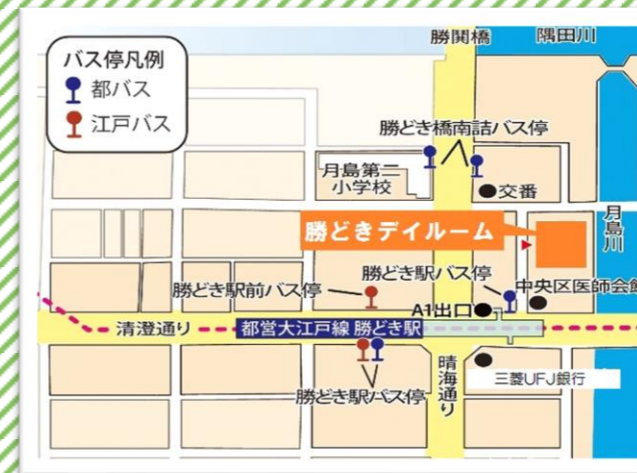 バス停凡例
都バス
江戸バス
勝鬨橋
隅田川
勝どき橋南詰バス停
月島第二
小学校
交番
月島川
勝どきデイルーム
勝どき駅バス停
勝どき駅前バス停
中央区医師会館
A1出口
清澄通り
都営大江戸線 勝どき駅
晴海通り
三菱UFJ銀行
勝どき駅バス停